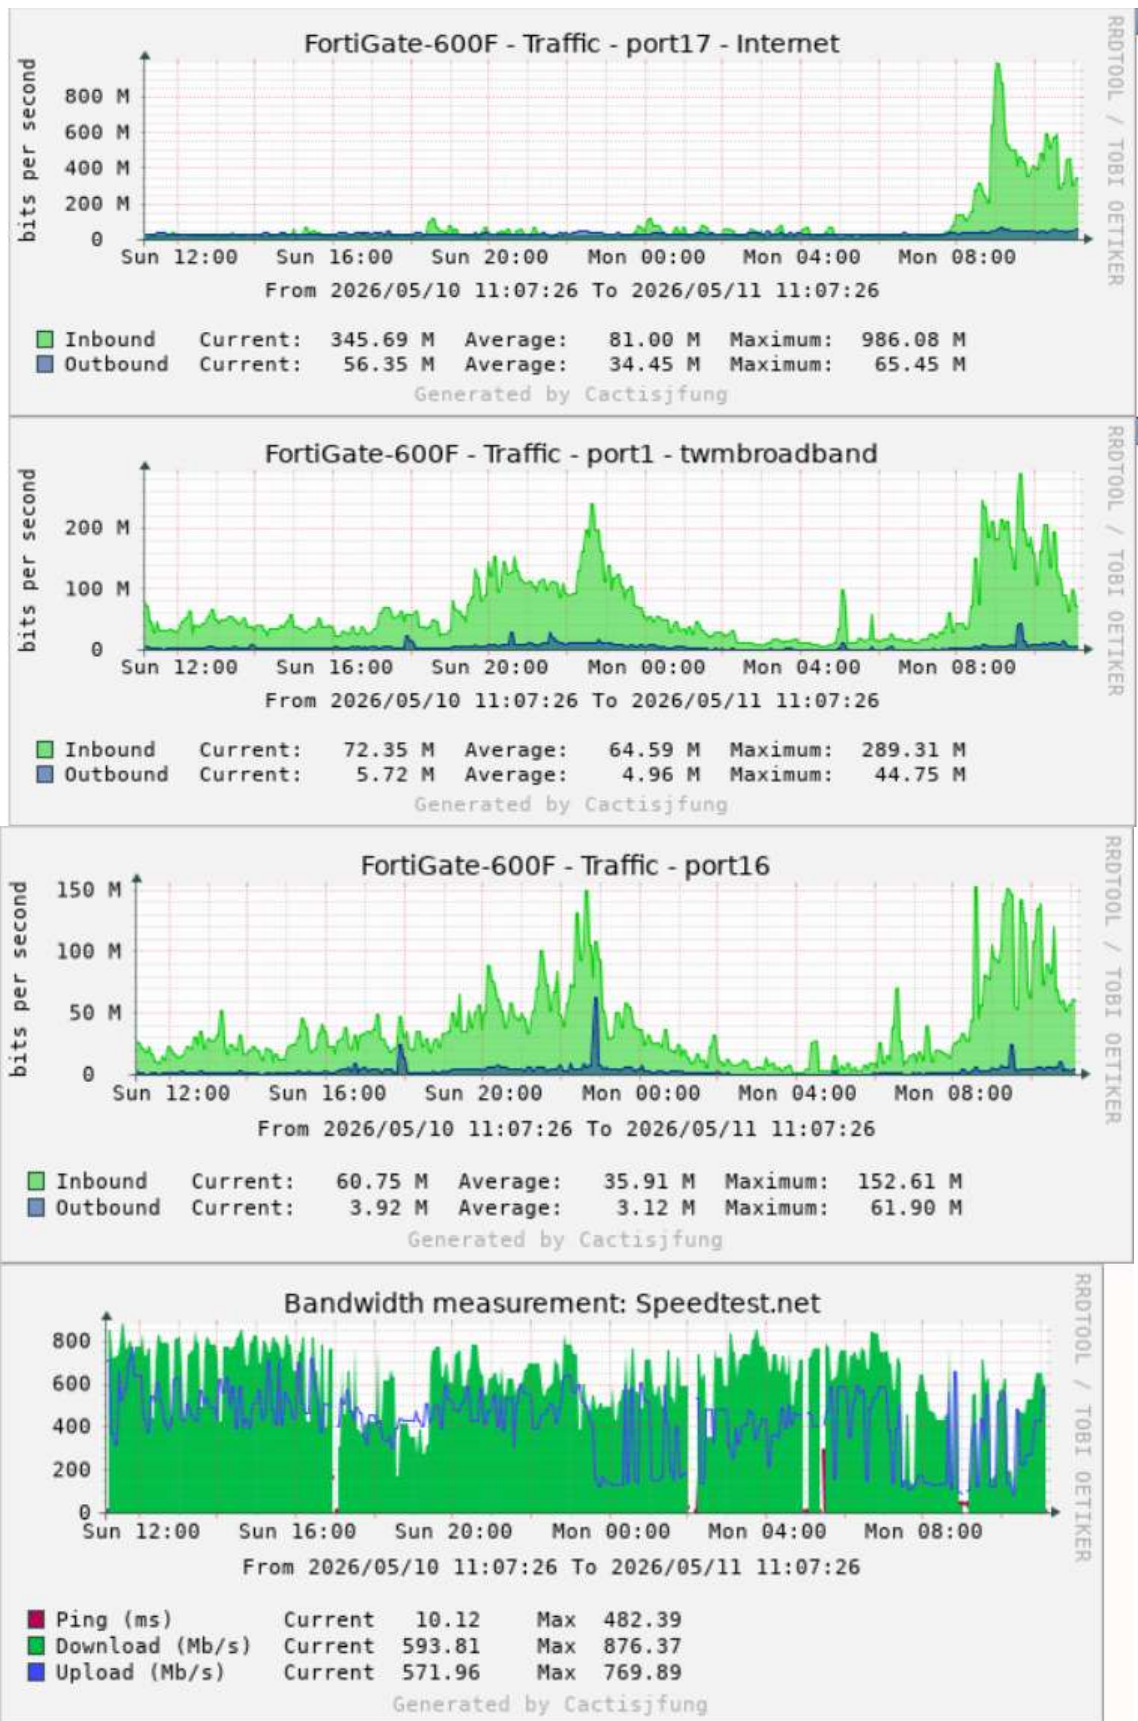 FortiGate-600F - Traffic - port17 - Internet
RRDTOOL / TOBI OETIKER
bits per second
800 M
600 M
400 M
200 M
0
Sun 12:00 Sun 16:00 Sun 20:00 Mon 00:00 Mon 04:00 Mon 08:00
From 2026/05/10 11:07:26 To 2026/05/11 11:07:26
Inbound Current: 345.69 M Average: 81.00 M Maximum: 986.08 M
Outbound Current: 56.35 M Average: 34.45 M Maximum: 65.45 M
Generated by Cactisjfung
FortiGate-600F - Traffic - port1 - twmbroadband
RRDTOOL / TOBI OETIKER
bits per second
200 M
100 M
0
Sun 12:00 Sun 16:00 Sun 20:00 Mon 00:00 Mon 04:00 Mon 08:00
From 2026/05/10 11:07:26 To 2026/05/11 11:07:26
Inbound Current: 72.35 M Average: 64.59 M Maximum: 289.31 M
Outbound Current: 5.72 M Average: 4.96 M Maximum: 44.75 M
Generated by Cactisjfung
FortiGate-600F - Traffic - port16
RRDTOOL / TOBI OETIKER
bits per second
150 M
100 M
50 M
0
Sun 12:00 Sun 16:00 Sun 20:00 Mon 00:00 Mon 04:00 Mon 08:00
From 2026/05/10 11:07:26 To 2026/05/11 11:07:26
Inbound Current: 60.75 M Average: 35.91 M Maximum: 152.61 M
Outbound Current: 3.92 M Average: 3.12 M Maximum: 61.90 M
Generated by Cactisjfung
Bandwidth measurement: Speedtest.net
RRDTOOL / TOBI OETIKER
800
600
400
200
0
Sun 12:00 Sun 16:00 Sun 20:00 Mon 00:00 Mon 04:00 Mon 08:00
From 2026/05/10 11:07:26 To 2026/05/11 11:07:26
Ping (ms) Current 10.12 Max 482.39
Download (Mb/s) Current 593.81 Max 876.37
Upload (Mb/s) Current 571.96 Max 769.89
Generated by Cactisjfung